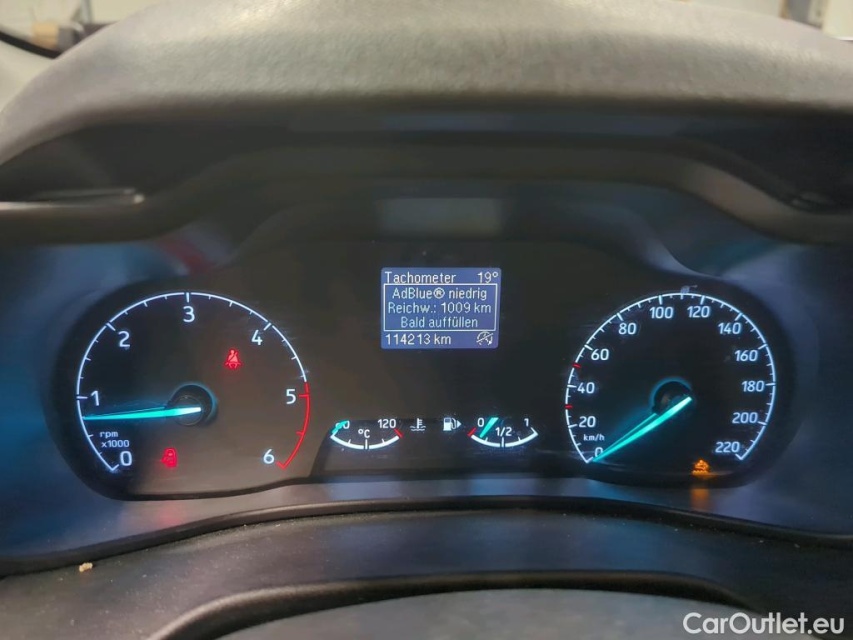 Tachometer 19°
AdBlue® niedrig
Reichw.: 1009 km
Bald auffüllen
114213 km
0 1 2 3 4 5 6
rpm
x1000
0 120
°C
0 1/2 1
0 20 40 60 80 100 120 140 160 180 200 220
km/h
CarOutlet.eu